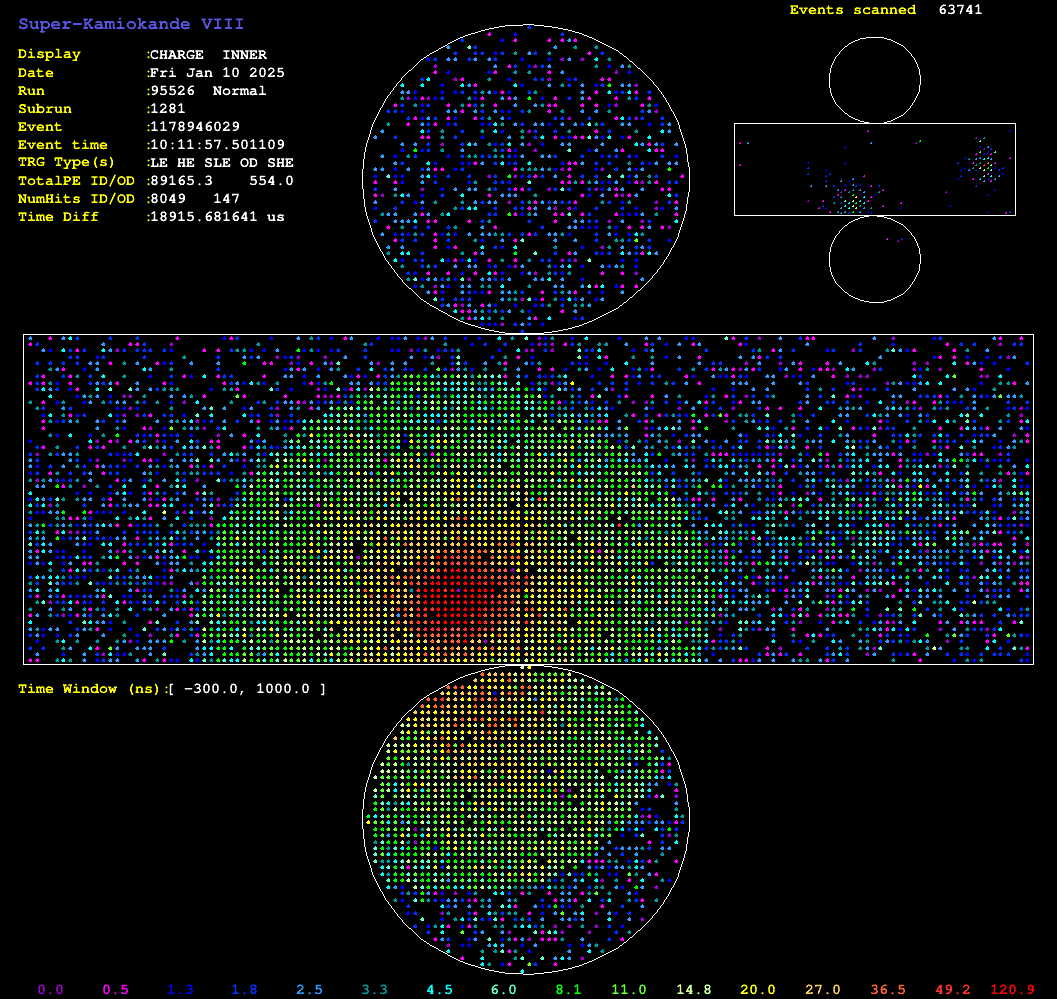 Super-Kamiokande VIII
Events scanned 63741
Display :CHARGE INNER
Date :Fri Jan 10 2025
Run :95526 Normal
Subrun :1281
Event :1178946029
Event time :10:11:57.501109
TRG Type(s) :LE HE SLE OD SHE
TotalPE ID/OD :89165.3 554.0
NumHits ID/OD :8049 147
Time Diff :18915.681641 us
Time Window (ns):[ -300.0, 1000.0 ]
0.0 0.5 1.3 1.8 2.5 3.3 4.5 6.0 8.1 11.0 14.8 20.0 27.0 36.5 49.2 120.9